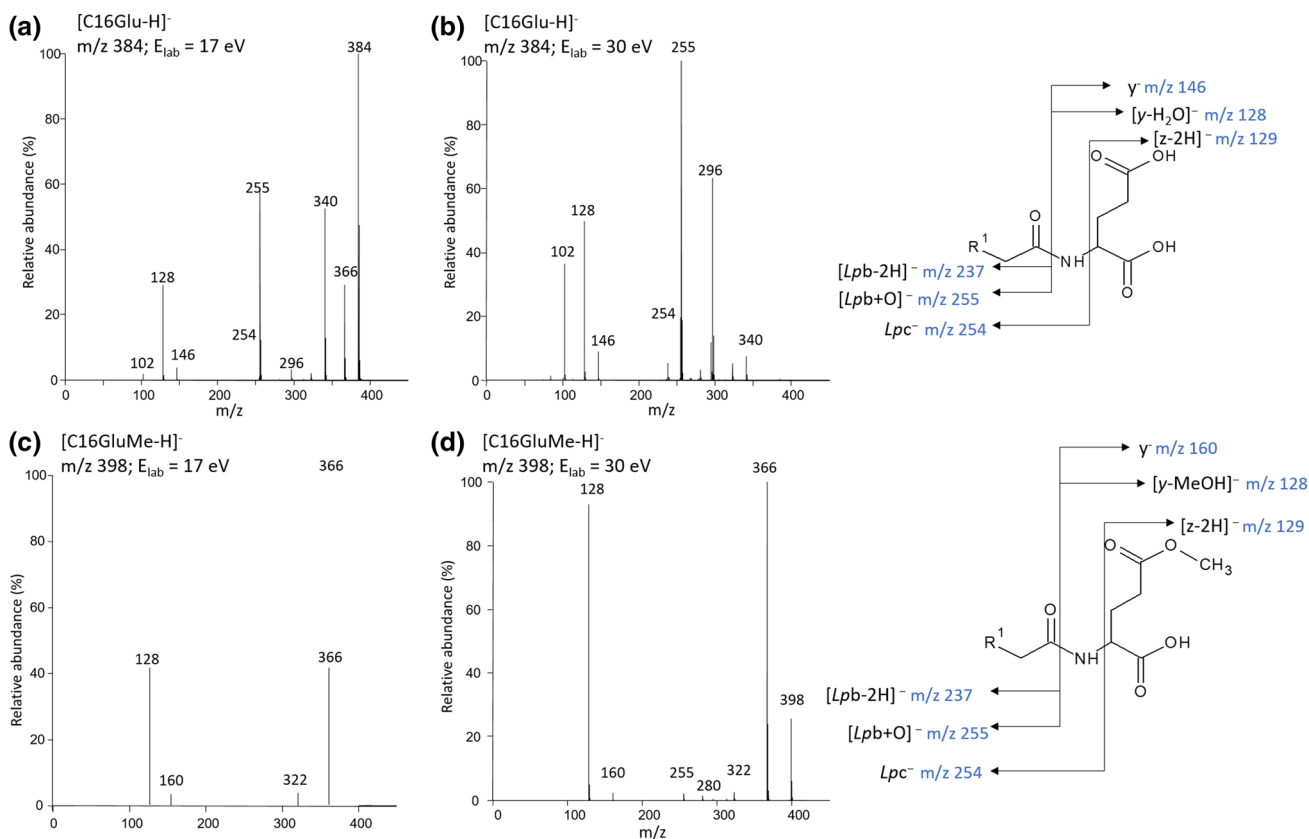 (a)
[C16Glu-H]⁻
m/z 384; Elab = 17 eV
Relative abundance (%)
100
80
60
40
20
0
384
255
340
366
128
254
102
146
296
0
100
200
300
400
m/z
(b)
[C16Glu-H]⁻
m/z 384; Elab = 30 eV
Relative abundance (%)
100
80
60
40
20
0
255
296
128
102
254
146
340
0
100
200
300
400
m/z
y⁻ m/z 146
[y-H₂O]⁻ m/z 128
[z-2H]⁻ m/z 129
O
OH
O
R¹
NH
OH
O
[Lpb-2H]⁻ m/z 237
[Lpb+O]⁻ m/z 255
Lpc⁻ m/z 254
(c)
[C16GluMe-H]⁻
m/z 398; Elab = 17 eV
366
Relative abundance (%)
100
80
60
40
20
0
128
366
160
322
0
100
200
300
400
m/z
(d)
[C16GluMe-H]⁻
m/z 398; Elab = 30 eV
Relative abundance (%)
100
80
60
40
20
0
366
128
398
160
255
280
322
0
100
200
300
400
m/z
y⁻ m/z 160
[y-MeOH]⁻ m/z 128
[z-2H]⁻ m/z 129
O
O
CH₃
O
R¹
NH
OH
O
[Lpb-2H]⁻ m/z 237
[Lpb+O]⁻ m/z 255
Lpc⁻ m/z 254